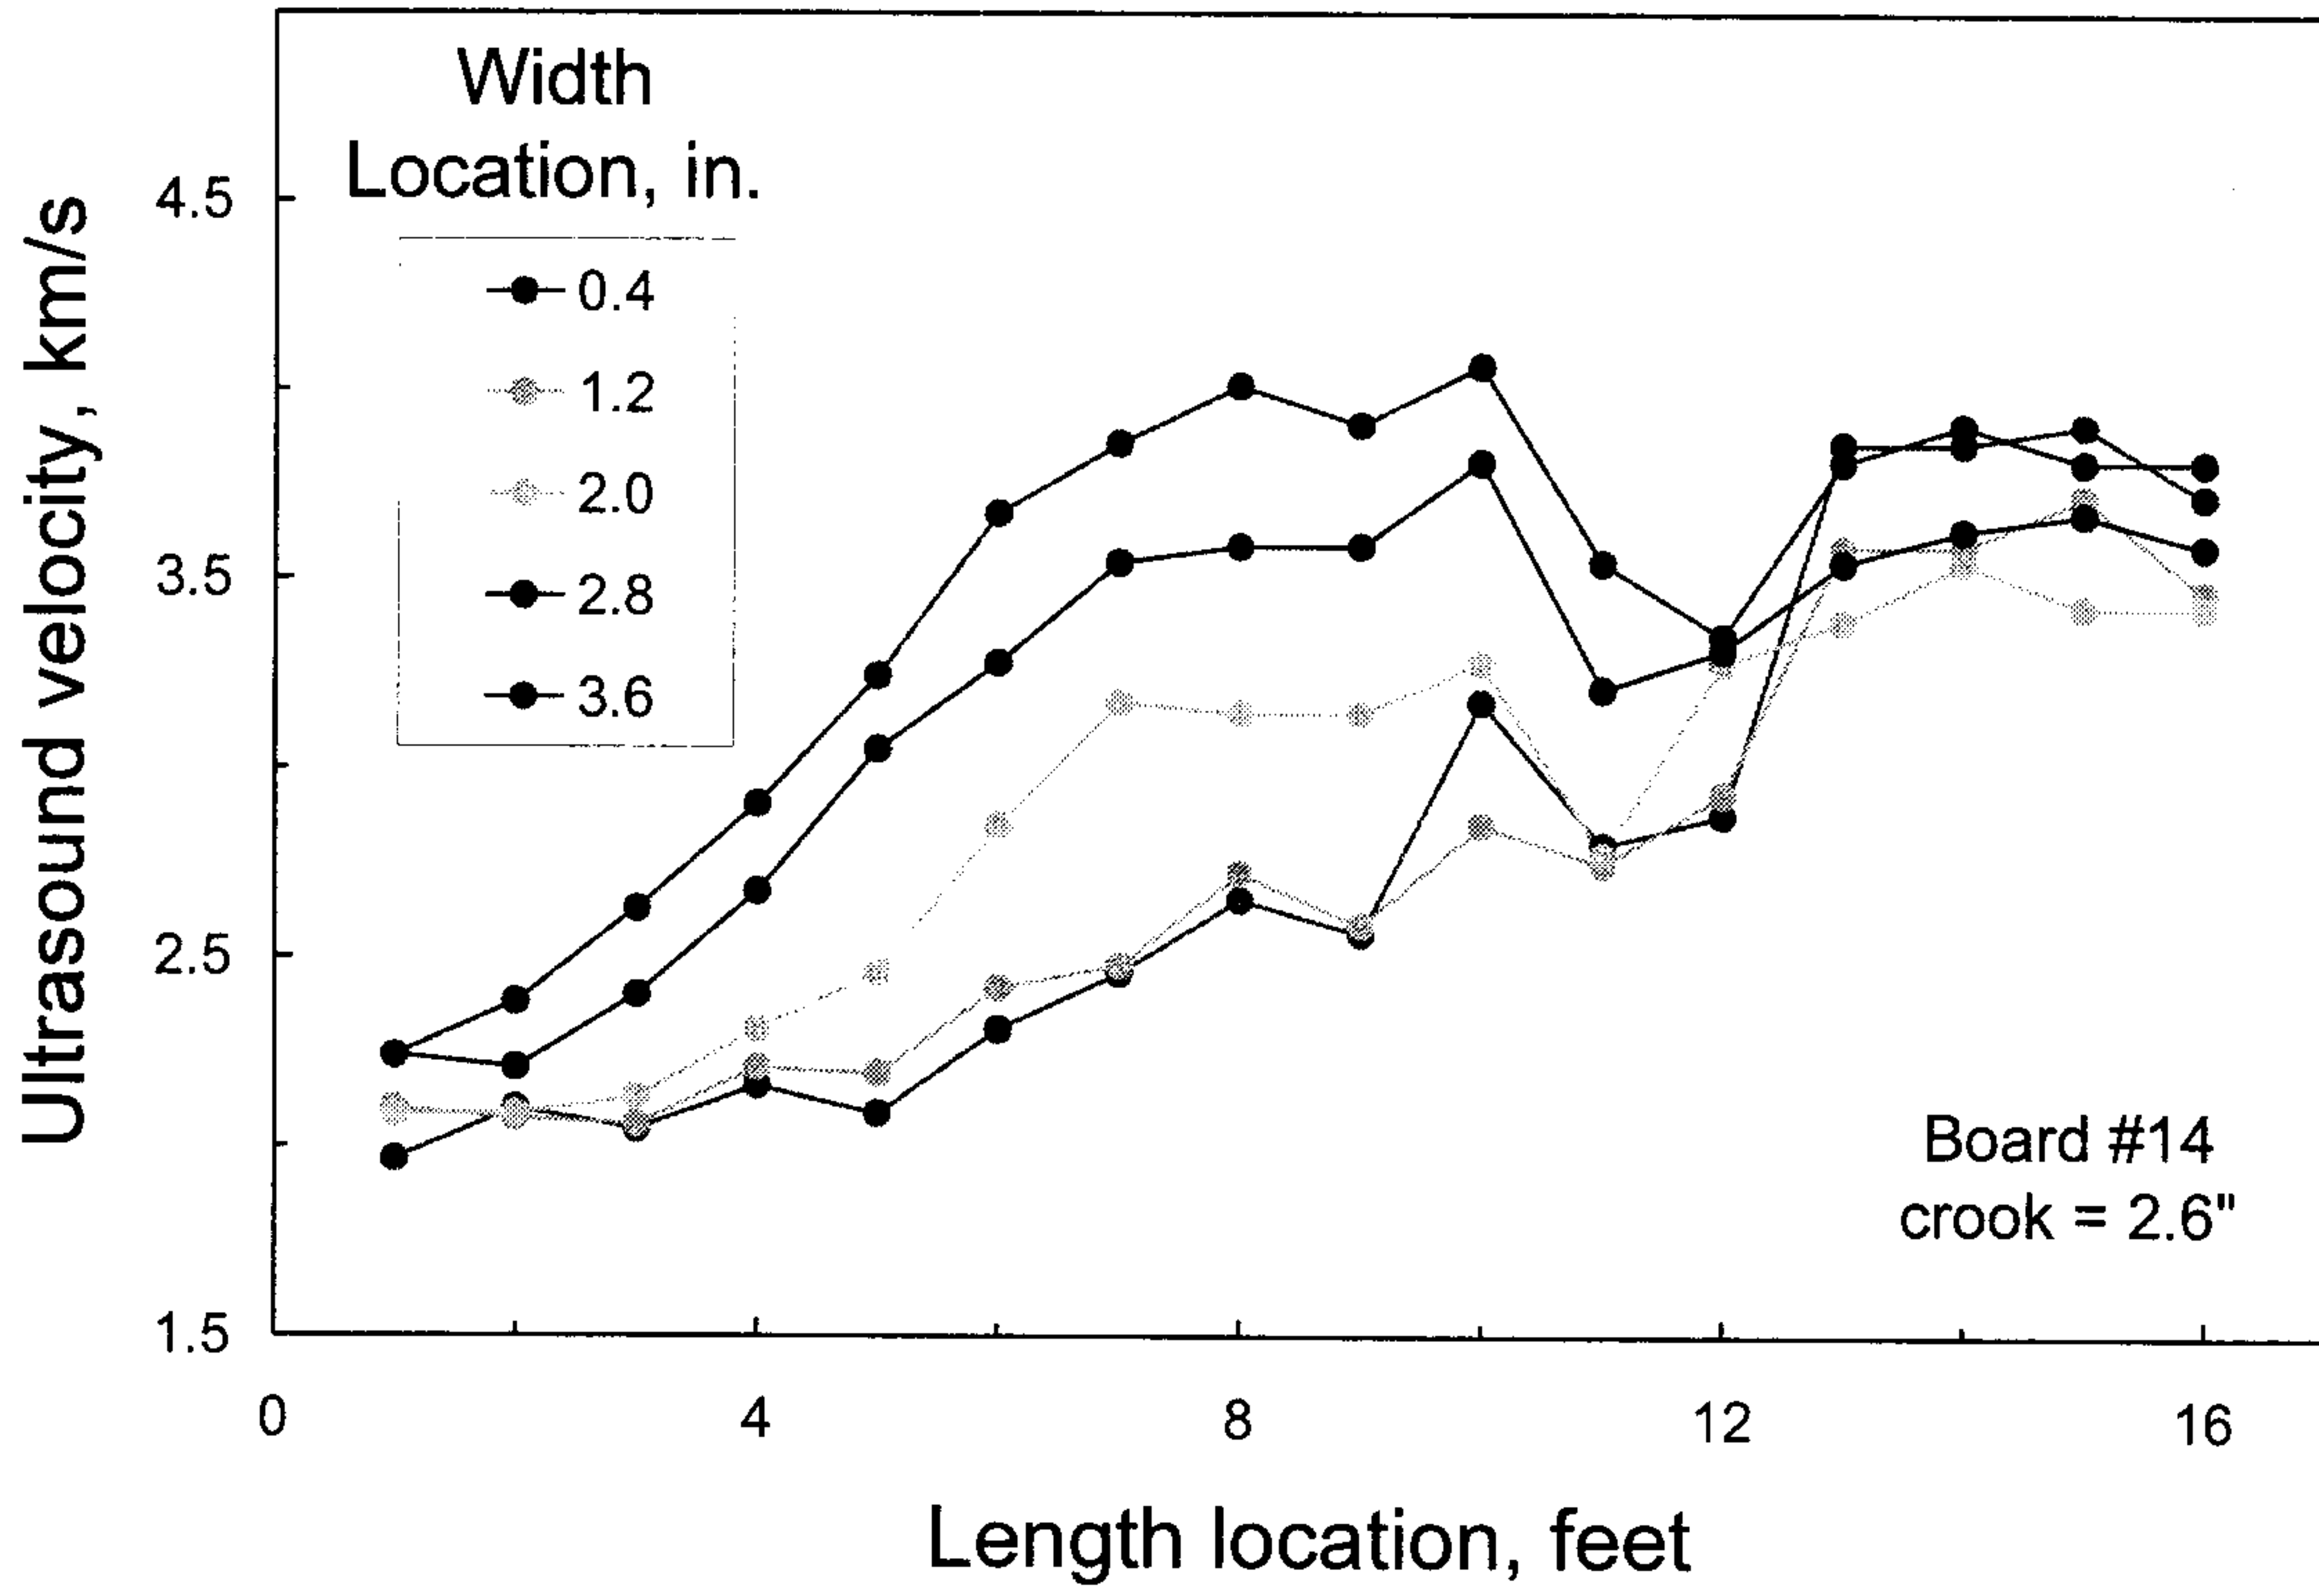 Width
Location, in.
0.4
1.2
2.0
2.8
3.6
Ultrasound velocity, km/s
4.5
3.5
2.5
1.5
Board #14
crook = 2.6"
0 4 8 12 16
Length location, feet